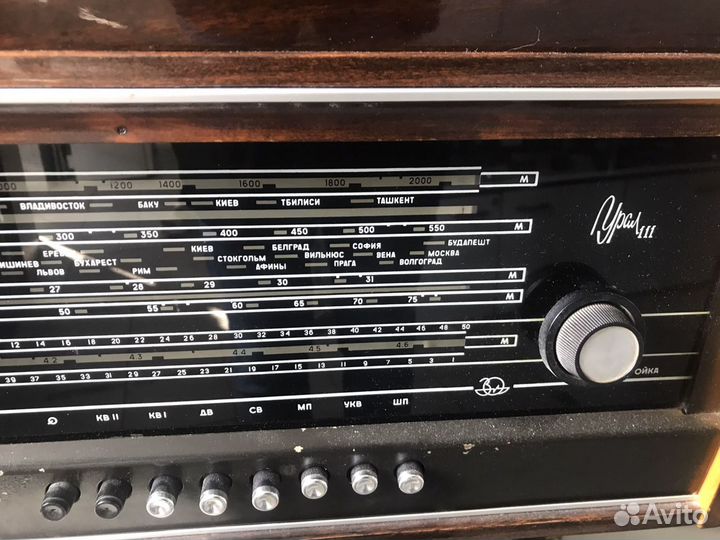 1200 1400 1600 1800 2000 М
ВЛАДИВОСТОК БАКУ КИЕВ ТБИЛИСИ ТАШКЕНТ
300 350 400 450 500 550 М
КИЕВ БЕЛГРАД СОФИЯ БУДАПЕШТ
БУХАРЕСТ СТОКГОЛЬМ ВИЛЬНЮС ВЕНА МОСКВА
ЛЬВОВ РИМ АФИНЫ ПРАГА ВОЛГОГРАД
27 28 29 30 31 М
50 55 60 65 70 75 М
12 14 16 18 20 22 24 26 28 30 32 34 36 38 40 42 44 46 48 50
4.2 4.3 4.4 4.5 4.6 М
39 37 35 33 31 29 27 25 23 21 19 17 15 13 11 9 7 5 3 1
КВ II КВ I ДВ СВ МП УКВ ШП
Урал 111
ОЙКА
Avito